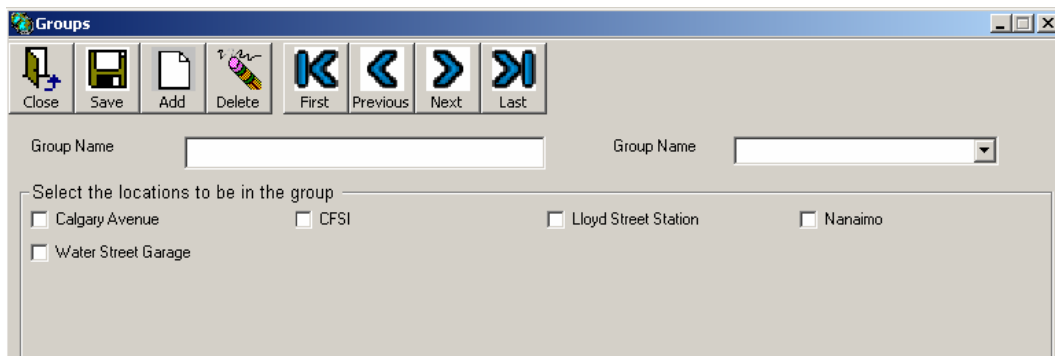 Groups
Close Save Add Delete First Previous Next Last
Group Name Group Name
Select the locations to be in the group
Calgary Avenue CFSI Lloyd Street Station Nanaimo
Water Street Garage